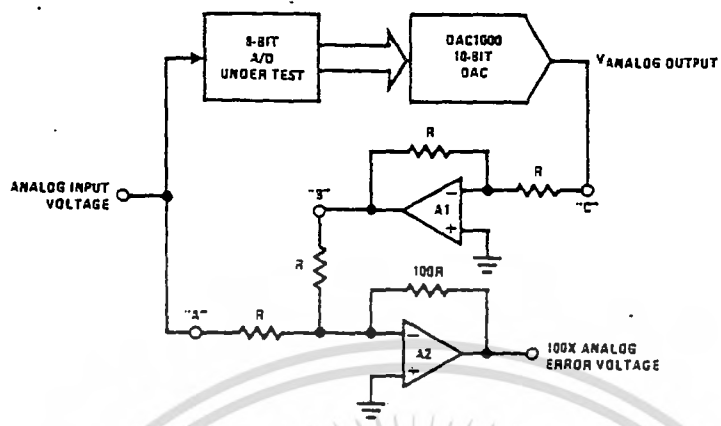 8-BIT
A/D
UNDER TEST
DAC1000
10-BIT
DAC
VANALOG OUTPUT
R
R
ANALOG INPUT
VOLTAGE
"B"
A1
"C"
R
100R
"A"
R
A2
100X ANALOG
ERROR VOLTAGE